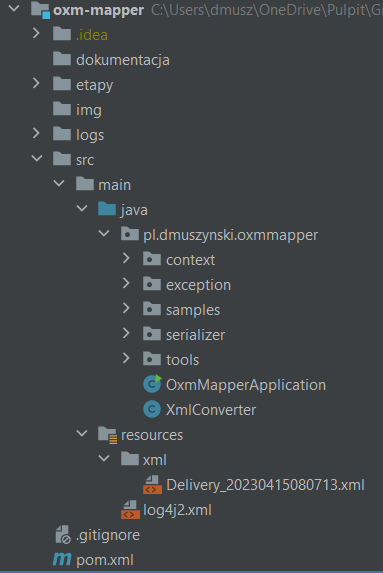 oxm-mapper C:\Users\dmusz\OneDrive\Pulpit\G
.idea
dokumentacja
etapy
img
logs
src
main
java
pl.dmuszynski.oxmmapper
context
exception
samples
serializer
tools
OxmMapperApplication
XmlConverter
resources
xml
Delivery_20230415080713.xml
log4j2.xml
.gitignore
pom.xml